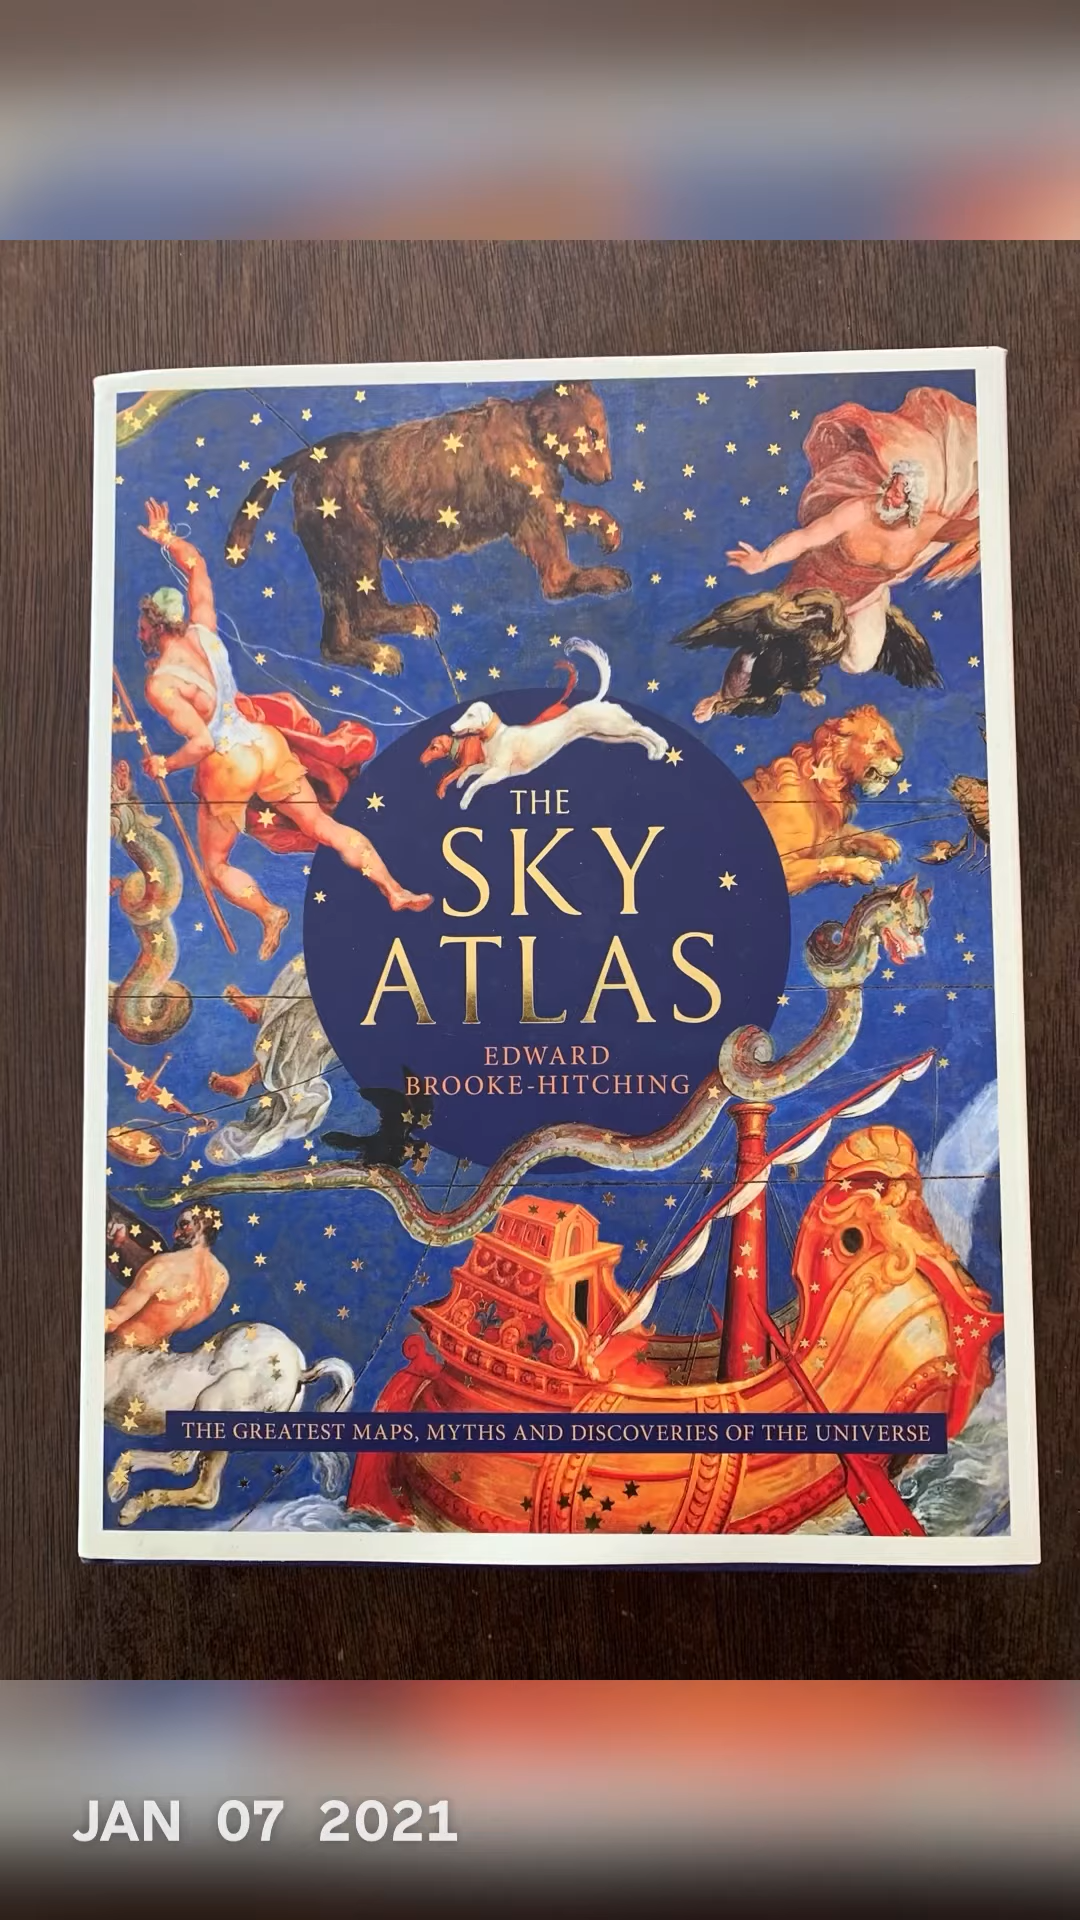 THE
SKY
ATLAS
EDWARD
BROOKE-HITCHING
THE GREATEST MAPS, MYTHS AND DISCOVERIES OF THE UNIVERSE
JAN 07 2021